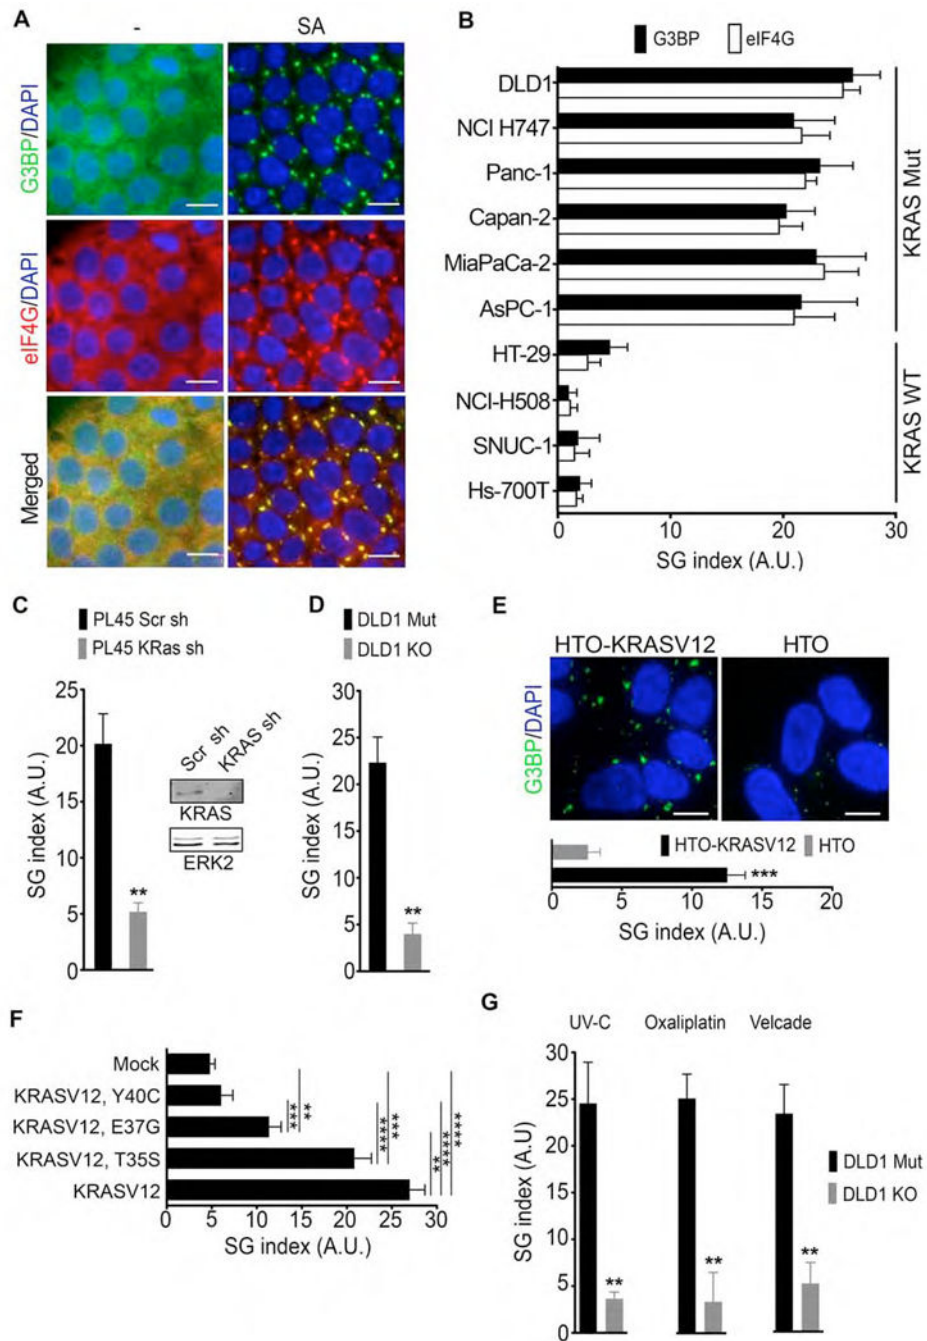 A
-
SA
G3BP/DAPI
eIF4G/DAPI
Merged
B
G3BP
eIF4G
DLD1
NCI H747
Panc-1
Capan-2
MiaPaCa-2
AsPC-1
HT-29
NCI-H508
SNUC-1
Hs-700T
KRAS Mut
KRAS WT
0 10 20 30
SG index (A.U.)
C
PL45 Scr sh
PL45 KRas sh
SG index (A.U.)
25
20
15
10
5
0
**
Scr sh
KRAS sh
KRAS
ERK2
D
DLD1 Mut
DLD1 KO
SG index (A.U.)
30
25
20
15
10
5
0
**
E
HTO-KRASV12
HTO
G3BP/DAPI
HTO-KRASV12
HTO
***
0 5 10 15 20
SG index (A.U.)
F
Mock
KRASV12, Y40C
KRASV12, E37G
KRASV12, T35S
KRASV12
***
**
****
***
**
****
****
0 5 10 15 20 25 30
SG index (A.U.)
G
UV-C Oxaliplatin Velcade
SG index (A.U)
30
25
20
15
10
5
0
**
**
**
DLD1 Mut
DLD1 KO